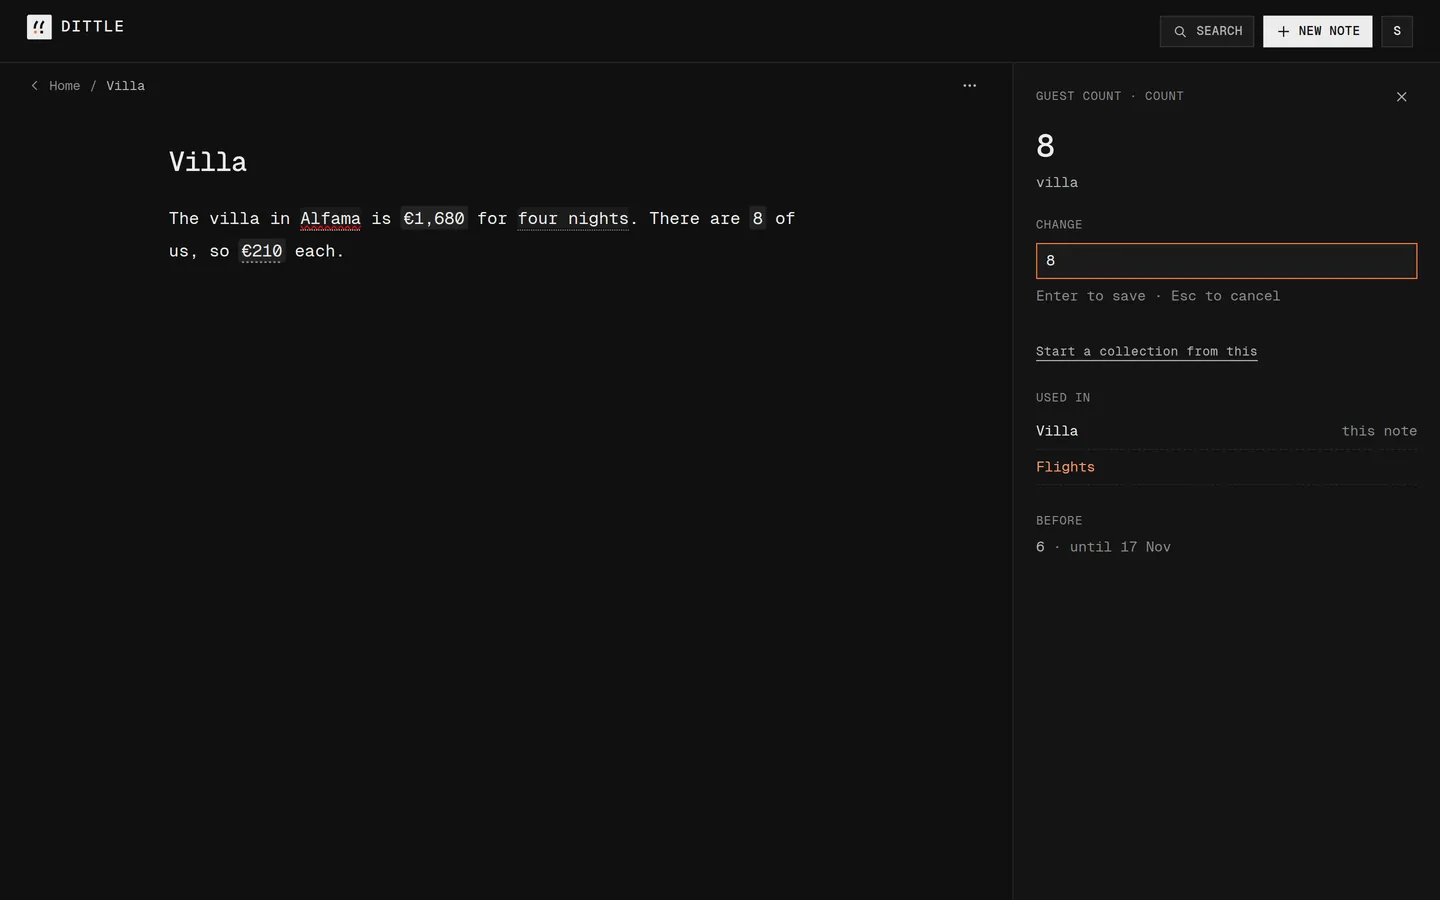 DITTLE
SEARCH
+ NEW NOTE
S
Home / Villa
...
Villa
The villa in Alfama is €1,680 for four nights. There are 8 of
us, so €210 each.
GUEST COUNT · COUNT
8
villa
CHANGE
8
Enter to save · Esc to cancel
Start a collection from this
USED IN
Villa this note
Flights
BEFORE
6 · until 17 Nov